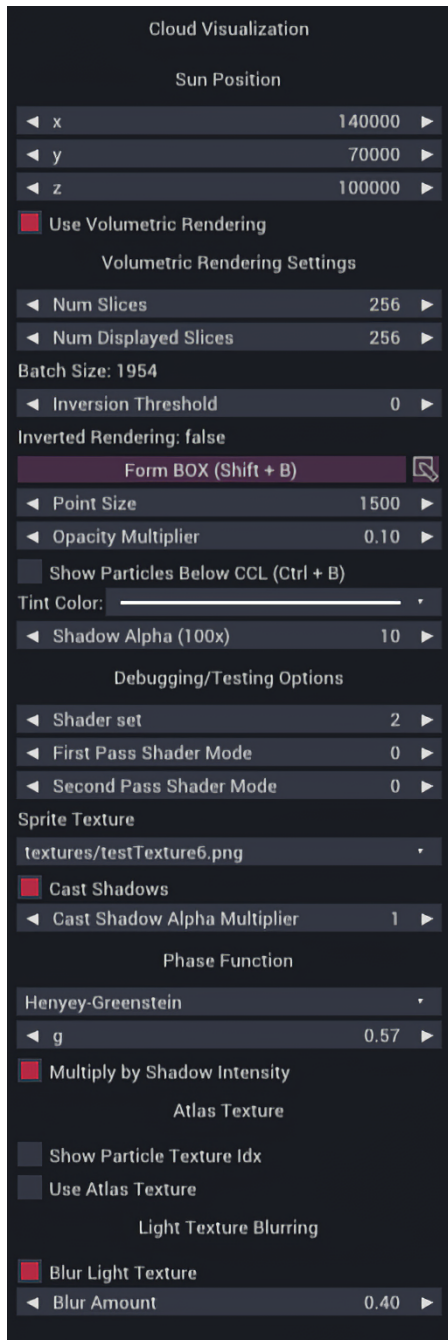 Cloud Visualization
Sun Position
x 140000
y 70000
z 100000
Use Volumetric Rendering
Volumetric Rendering Settings
Num Slices 256
Num Displayed Slices 256
Batch Size: 1954
Inversion Threshold 0
Inverted Rendering: false
Form BOX (Shift + B)
Point Size 1500
Opacity Multiplier 0.10
Show Particles Below CCL (Ctrl + B)
Tint Color:
Shadow Alpha (100x) 10
Debugging/Testing Options
Shader set 2
First Pass Shader Mode 0
Second Pass Shader Mode 0
Sprite Texture
textures/testTexture6.png
Cast Shadows
Cast Shadow Alpha Multiplier 1
Phase Function
Henyey-Greenstein
g 0.57
Multiply by Shadow Intensity
Atlas Texture
Show Particle Texture Idx
Use Atlas Texture
Light Texture Blurring
Blur Light Texture
Blur Amount 0.40